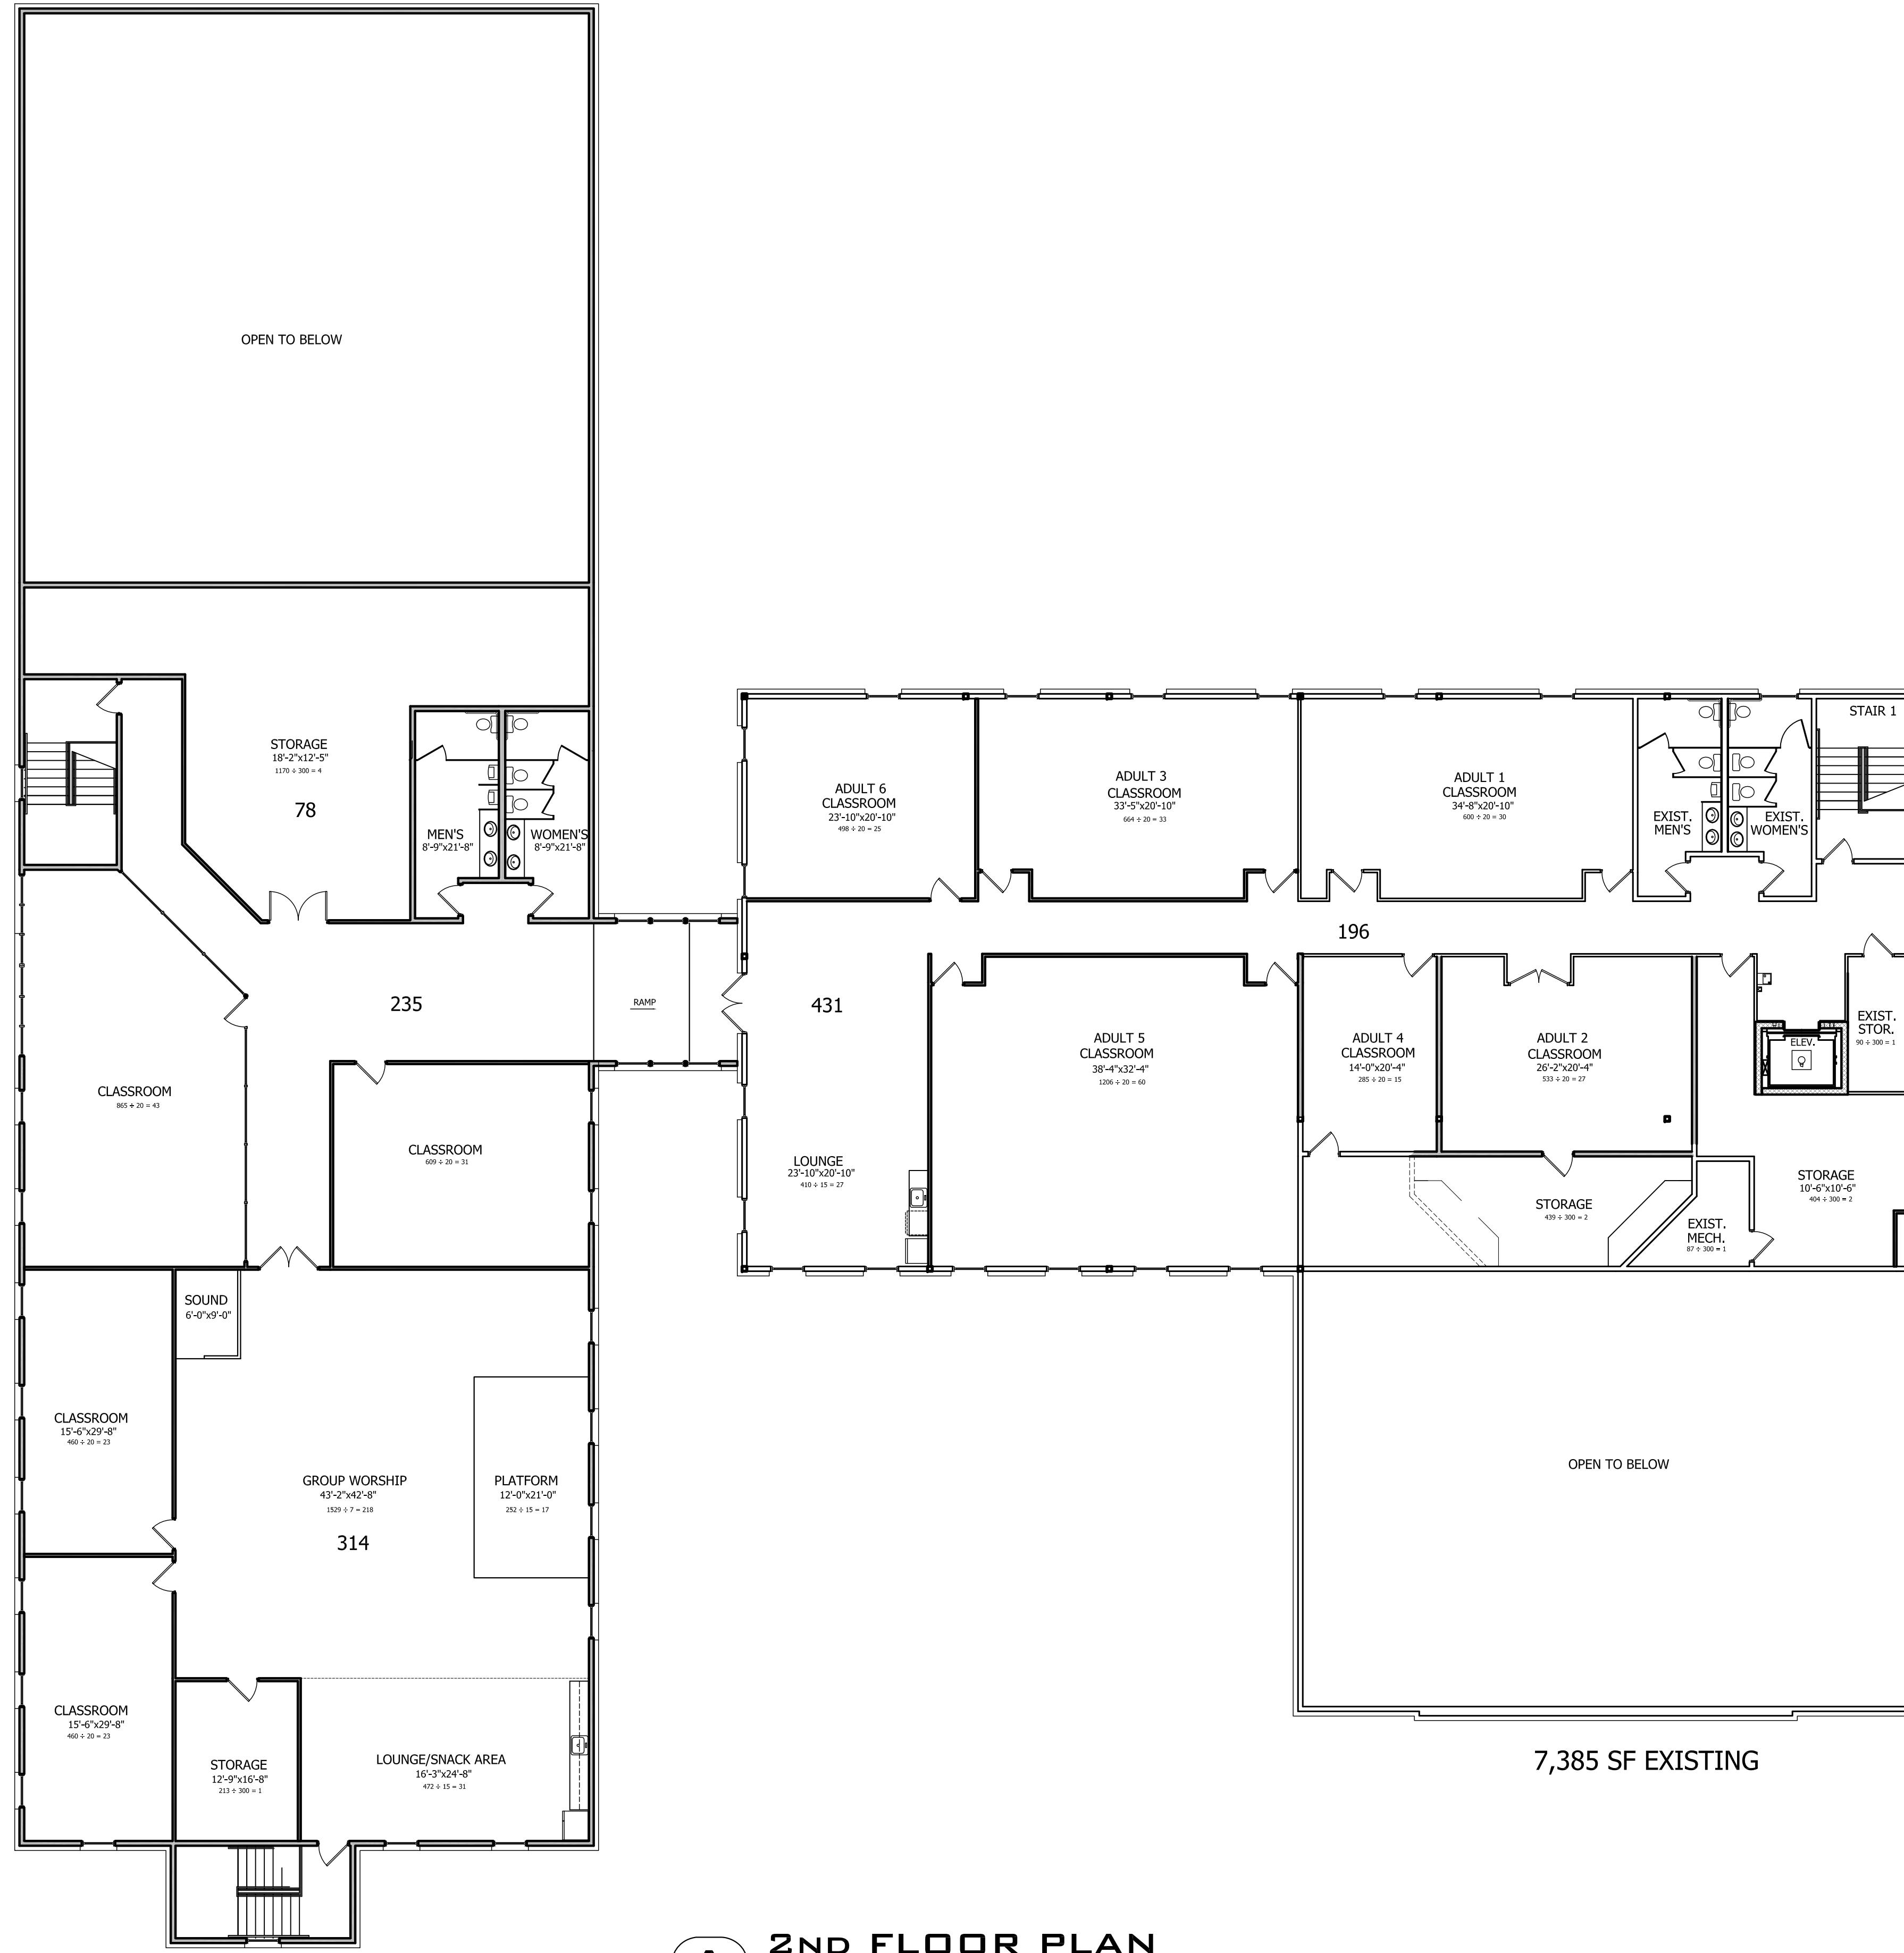 OPEN TO BELOW
STORAGE
18'-2"x12'-5"
1170 ÷ 300 = 4
78
MEN'S
8'-9"x21'-8"
WOMEN'S
8'-9"x21'-8"
235
RAMP
CLASSROOM
865 ÷ 20 = 43
CLASSROOM
609 ÷ 20 = 31
SOUND
6'-0"x9'-0"
CLASSROOM
15'-6"x29'-8"
460 ÷ 20 = 23
GROUP WORSHIP
43'-2"x42'-8"
1529 ÷ 7 = 218
314
PLATFORM
12'-0"x21'-0"
252 ÷ 15 = 17
CLASSROOM
15'-6"x29'-8"
460 ÷ 20 = 23
STORAGE
12'-9"x16'-8"
213 ÷ 300 = 1
LOUNGE/SNACK AREA
16'-3"x24'-8"
472 ÷ 15 = 31
ADULT 6
CLASSROOM
23'-10"x20'-10"
498 ÷ 20 = 25
ADULT 3
CLASSROOM
33'-5"x20'-10"
664 ÷ 20 = 33
ADULT 1
CLASSROOM
34'-8"x20'-10"
600 ÷ 20 = 30
EXIST.
MEN'S
EXIST.
WOMEN'S
STAIR 1
196
431
LOUNGE
23'-10"x20'-10"
410 ÷ 15 = 27
ADULT 5
CLASSROOM
38'-4"x32'-4"
1206 ÷ 20 = 60
ADULT 4
CLASSROOM
14'-0"x20'-4"
285 ÷ 20 = 15
ADULT 2
CLASSROOM
26'-2"x20'-4"
533 ÷ 20 = 27
ELEV.
EXIST.
STOR.
90 ÷ 300 = 1
STORAGE
439 ÷ 300 = 2
EXIST.
MECH.
87 ÷ 300 = 1
STORAGE
10'-6"x10'-6"
404 ÷ 300 = 2
OPEN TO BELOW
7,385 SF EXISTING
2ND FLOOR PLAN